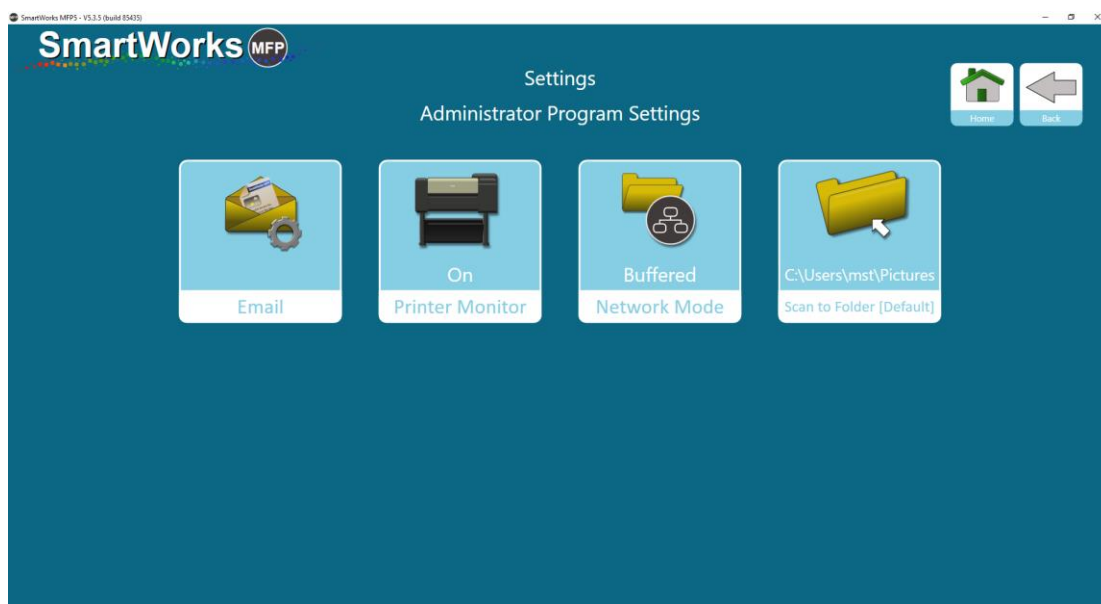 SmartWorks MFP5 - V5.3.5 (build 85435)
SmartWorks MFP
Settings
Administrator Program Settings
Home
Back
On
Buffered
C:\Users\mst\Pictures
Email
Printer Monitor
Network Mode
Scan to Folder [Default]